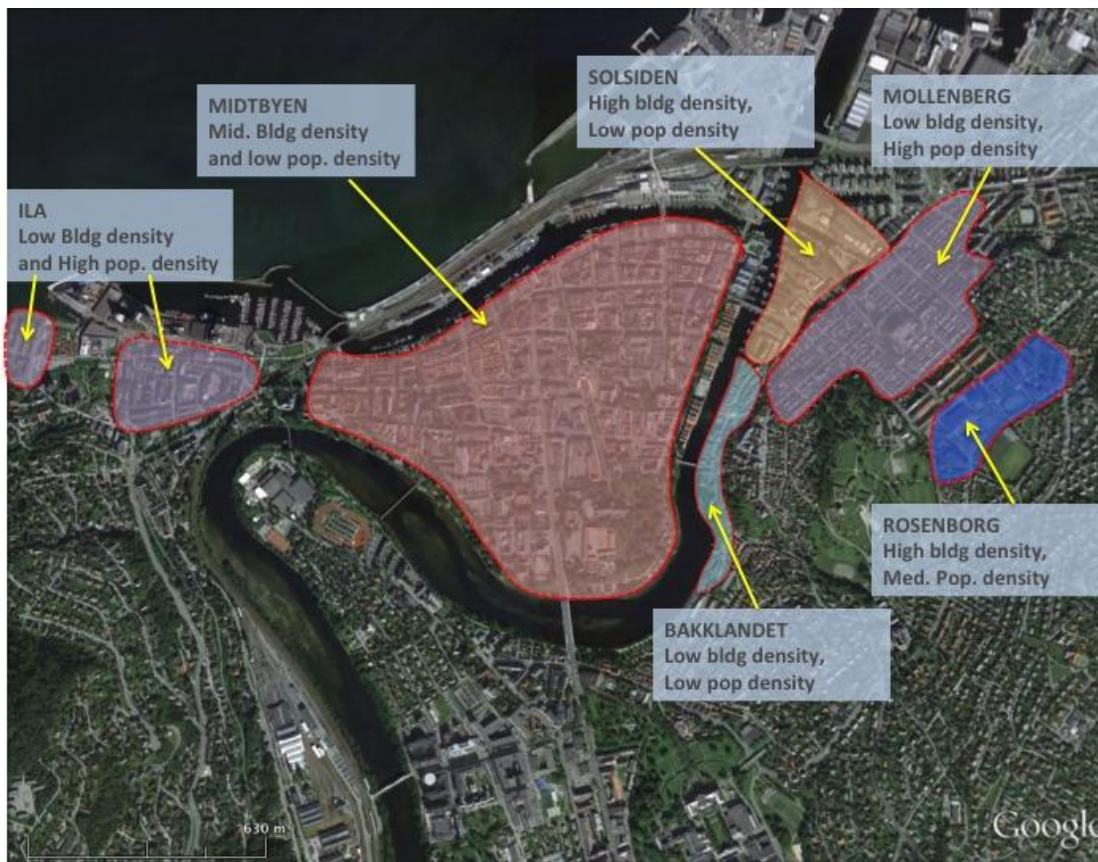 SOLSIDEN
High bldg density,
Low pop density
MIDTBYEN
Mid. Bldg density
and low pop. density
MOLLENBERG
Low bldg density,
High pop density
ILA
Low Bldg density
and High pop. density
ROSENBORG
High bldg density,
Med. Pop. density
BAKKLANDET
Low bldg density,
Low pop density
630 m
Google